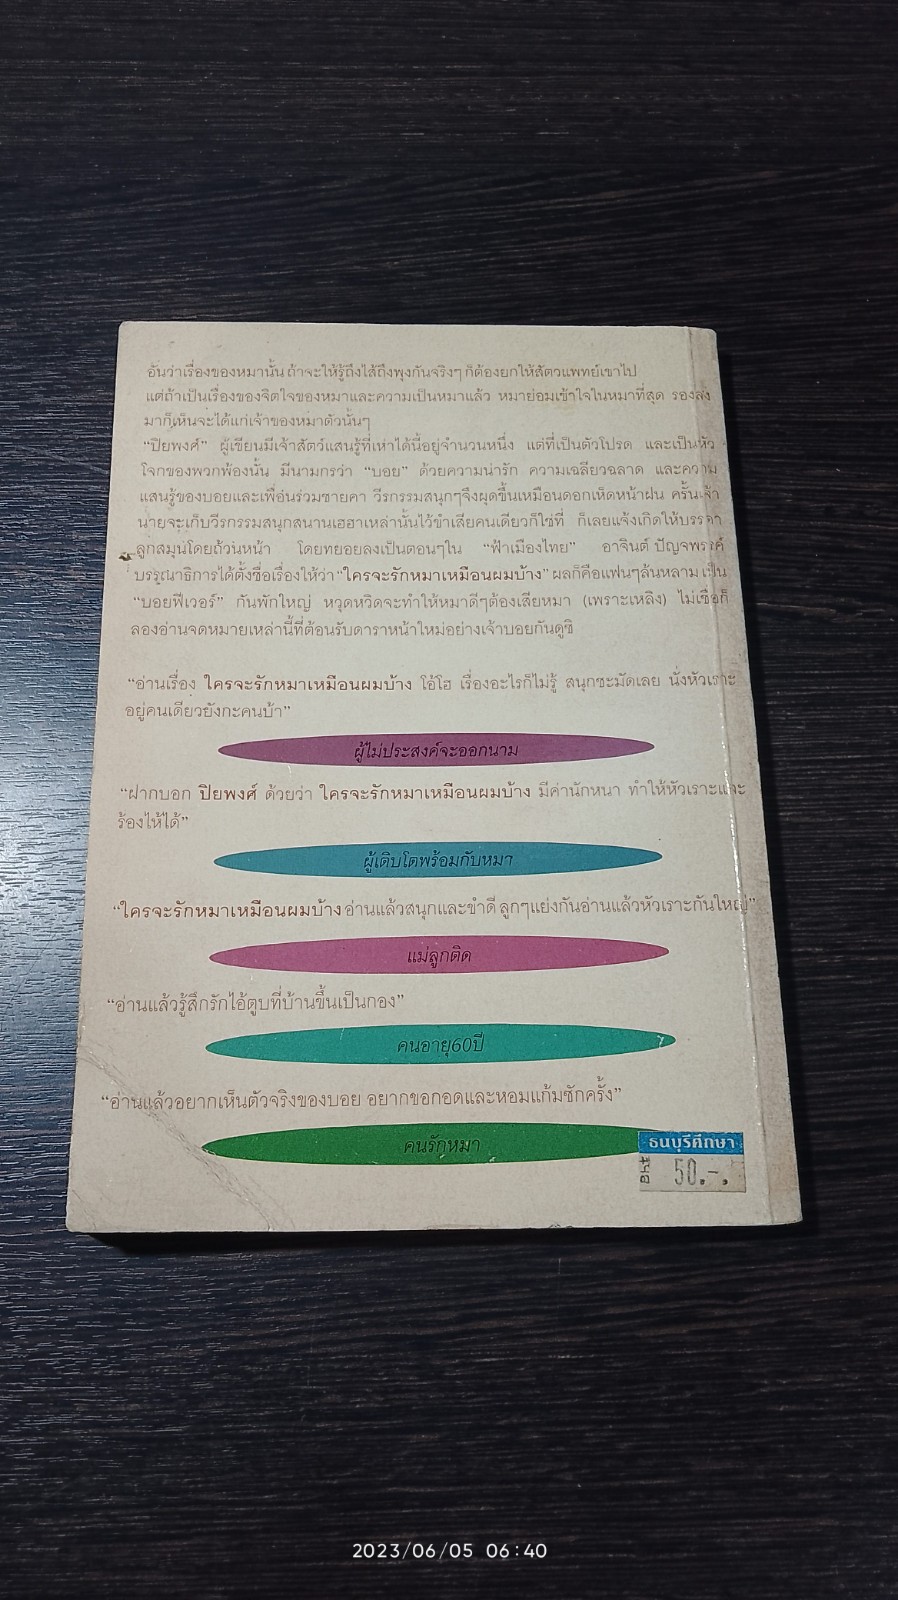 อันว่าเรื่องของหมานั้น ถ้าจะให้รู้ถึงไส้ถึงพุงกันจริงๆ ก็ต้องยกให้สัตวแพทย์เขาไป
แต่ถ้าเป็นเรื่องของจิตใจของหมาและความเป็นหมาแล้ว หมาย่อมเข้าใจในหมาที่สุด รองลง
มาก็เห็นจะได้แก่เจ้าของหมาตัวนั้นๆ
“ปิยพงศ์” ผู้เขียนมีเจ้าสัตว์แสนรู้ที่เห่าได้นี้อยู่จำนวนหนึ่ง แต่ที่เป็นตัวโปรด และเป็นหัว
โจกของพวกพ้องนั้น มีนามกรว่า “บอย” ด้วยความน่ารัก ความเฉลียวฉลาด และความ
แสนรู้ของบอยและเพื่อนร่วมชายคา วีรกรรมสนุกๆจึงผุดขึ้นเหมือนดอกเห็ดหน้าฝน ครั้นเจ้า
นายจะเก็บวีรกรรมสนุกสนานเฮฮาเหล่านั้นไว้ขำเสียคนเดียวก็ใช่ที่ ก็เลยแจ้งเกิดให้บรรดา
ลูกสมุนโดยถ้วนหน้า โดยทยอยลงเป็นตอนๆใน “ฟ้าเมืองไทย” อาจินต์ ปัญจพรรค์
บรรณาธิการได้ตั้งชื่อเรื่องให้ว่า “ใครจะรักหมาเหมือนผมบ้าง” ผลก็คือแฟนๆล้นหลาม เป็น
“บอยฟีเวอร์” กันพักใหญ่ หวุดหวิดจะทำให้หมาดีๆต้องเสียหมา (เพราะเหลิง) ไม่เชื่อก็
ลองอ่านจดหมายเหล่านี้ที่ต้อนรับดาราหน้าใหม่อย่างเจ้าบอยกันดูซิ
“อ่านเรื่อง ใครจะรักหมาเหมือนผมบ้าง โอ้โฮ เรื่องอะไรก็ไม่รู้ สนุกชะมัดเลย นั่งหัวเราะ
อยู่คนเดียวยังกะคนบ้า”
ผู้ไม่ประสงค์จะออกนาม
“ฝากบอก ปิยพงศ์ ด้วยว่า ใครจะรักหมาเหมือนผมบ้าง มีค่านักหนา ทำให้หัวเราะและ
ร้องไห้ได้”
ผู้เติบโตพร้อมกับหมา
“ใครจะรักหมาเหมือนผมบ้าง อ่านแล้วสนุกและขำดี ลูกๆแย่งกันอ่านแล้วหัวเราะกันใหญ่”
แม่ลูกติด
“อ่านแล้วรู้สึกรักไอ้ตูบที่บ้านขึ้นเป็นกอง”
คนอายุ60ปี
“อ่านแล้วอยากเห็นตัวจริงของบอย อยากขอกอดและหอมแก้มซักครั้ง”
คนรักหมา
ธนบุรีศึกษา
Bht 50.-.
2023/06/05 06:40